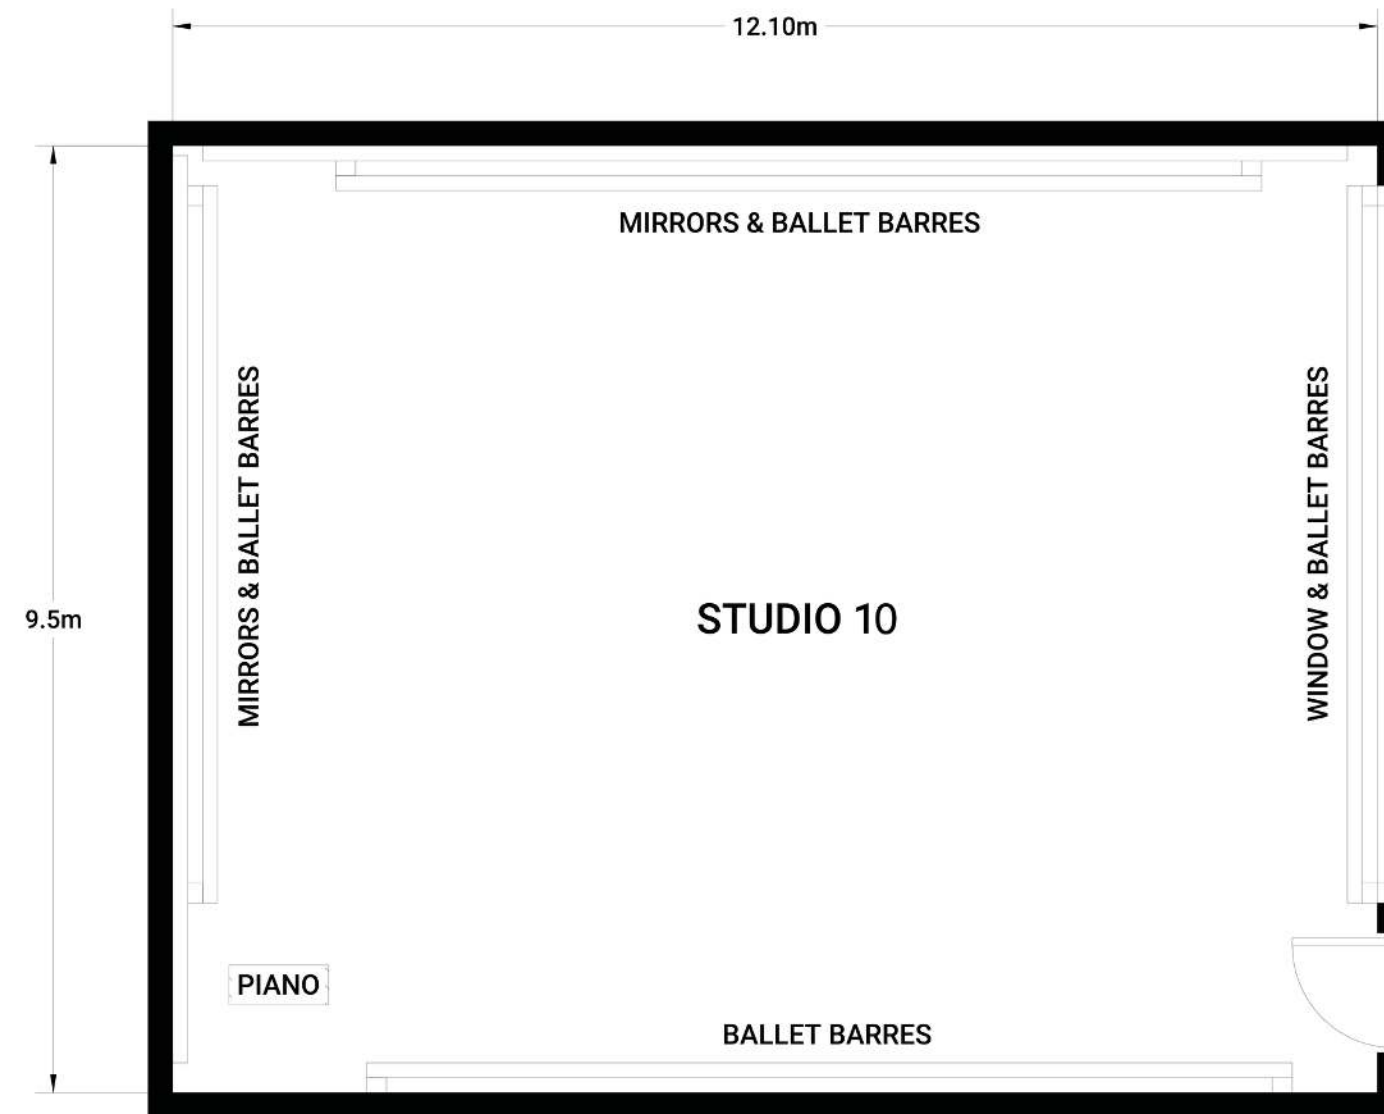 12.10m
MIRRORS & BALLET BARRES
MIRRORS & BALLET BARRES
WINDOW & BALLET BARRES
STUDIO 10
9.5m
PIANO
BALLET BARRES